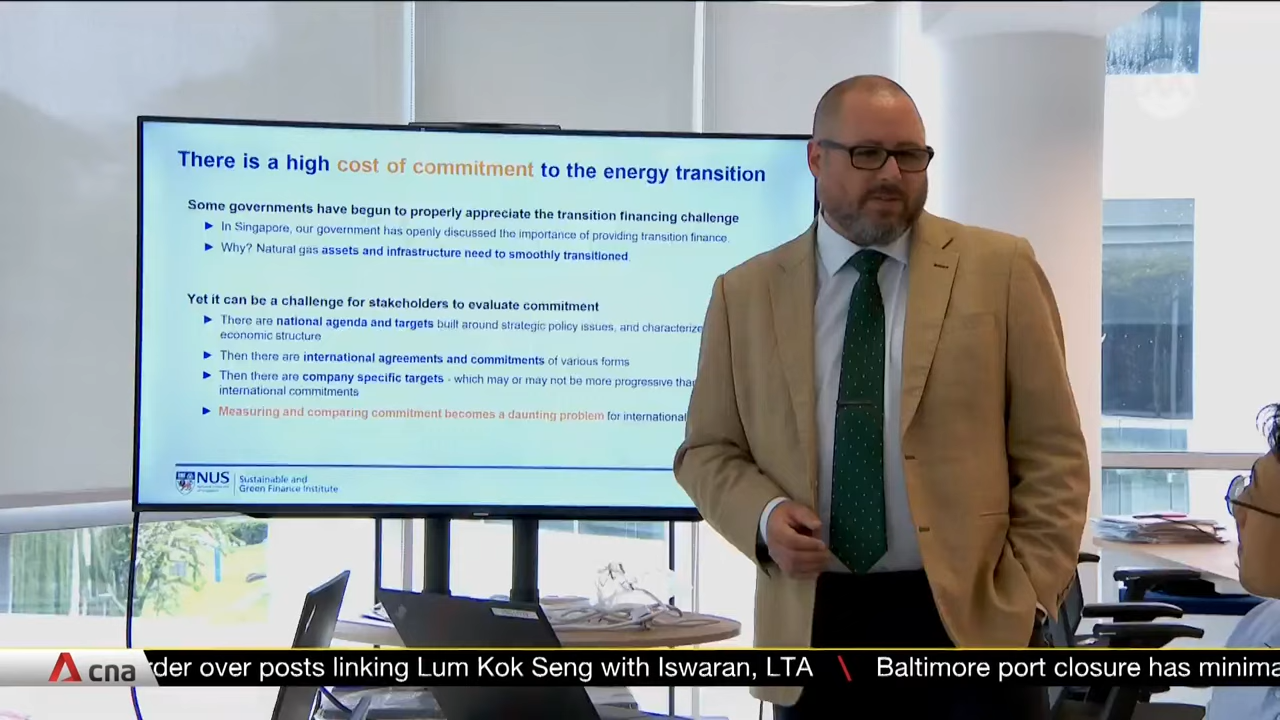 There is a high cost of commitment to the energy transition
Some governments have begun to properly appreciate the transition financing challenge
In Singapore, our government has openly discussed the importance of providing transition finance.
Why? Natural gas assets and infrastructure need to smoothly transitioned
Yet it can be a challenge for stakeholders to evaluate commitment
There are national agenda and targets built around strategic policy issues, and characterize
economic structure
Then there are international agreements and commitments of various forms
Then there are company specific targets - which may or may not be more progressive than
international commitments
Measuring and comparing commitment becomes a daunting problem for international
NUS
Sustainable and
Green Finance Institute
cna
rder over posts linking Lum Kok Seng with Iswaran, LTA \ Baltimore port closure has minima